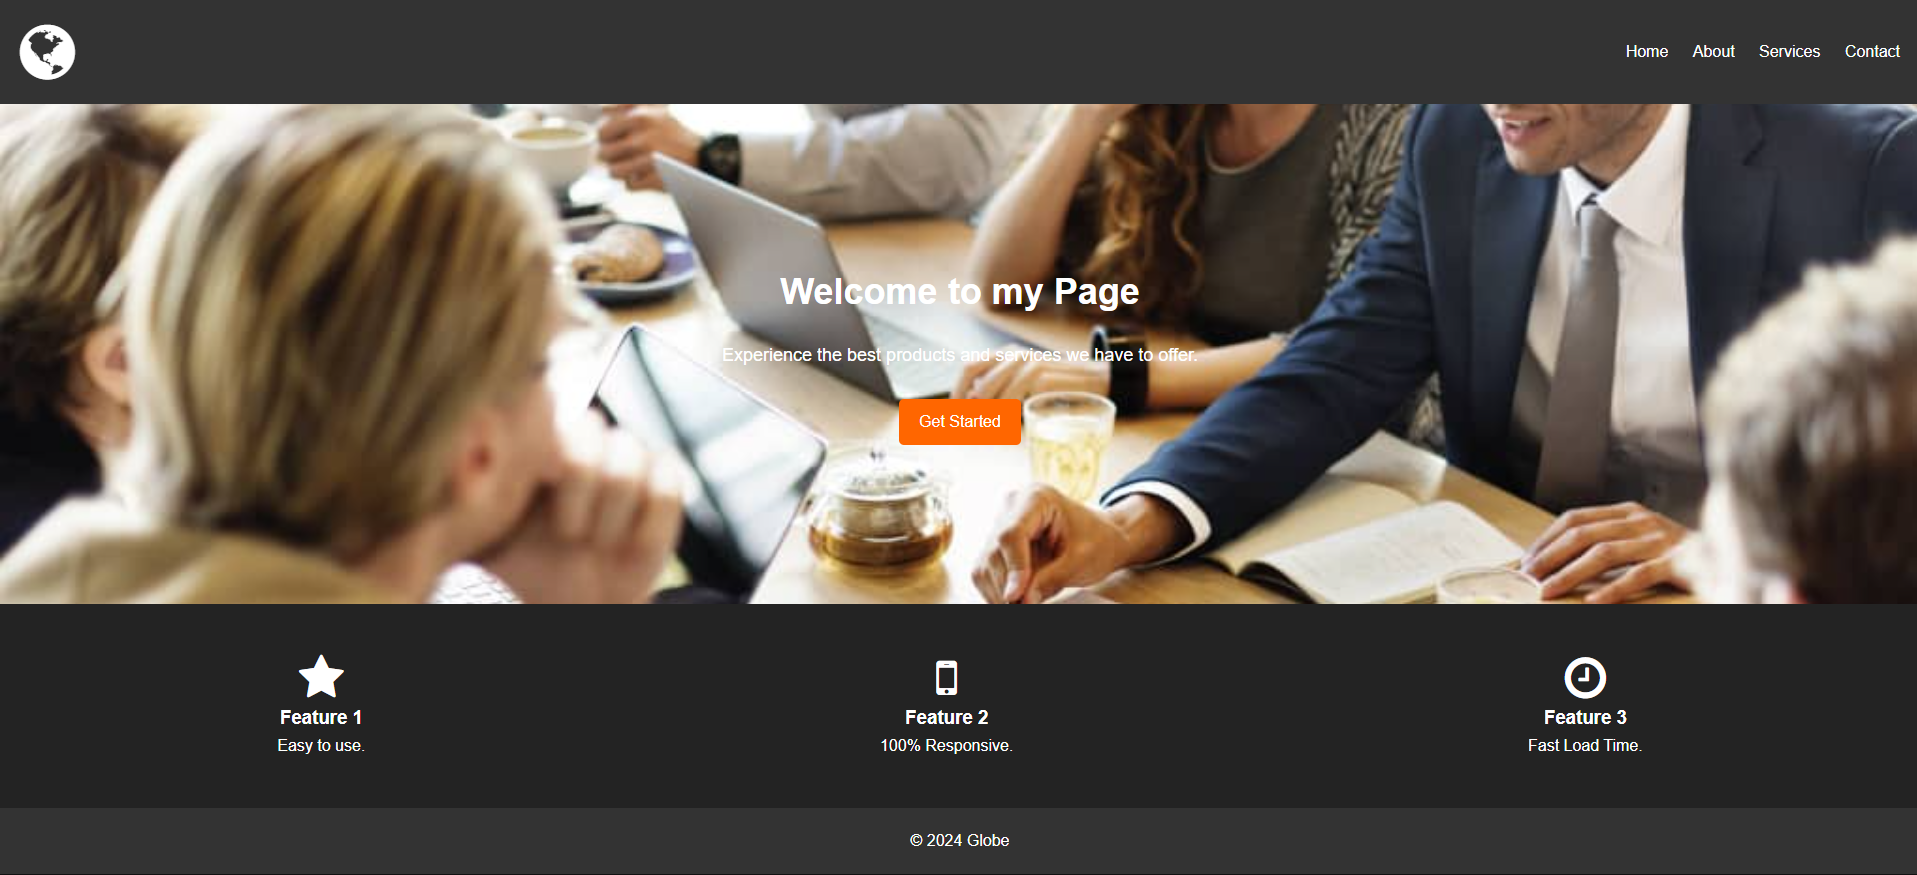 Home About Services Contact
Welcome to my Page
Experience the best products and services we have to offer.
Get Started
Feature 1
Easy to use.
Feature 2
100% Responsive.
Feature 3
Fast Load Time.
© 2024 Globe